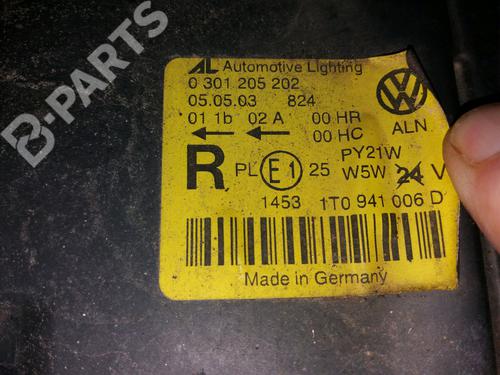 B-PARTS
AL Automotive Lighting
0 301 205 202
05.05.03 824
01 1b 02 A 00 HR
00 HC
ALN
R PL E1 25 PY21W
W5W 24 V
1453 1T0 941 006 D
Made in Germany